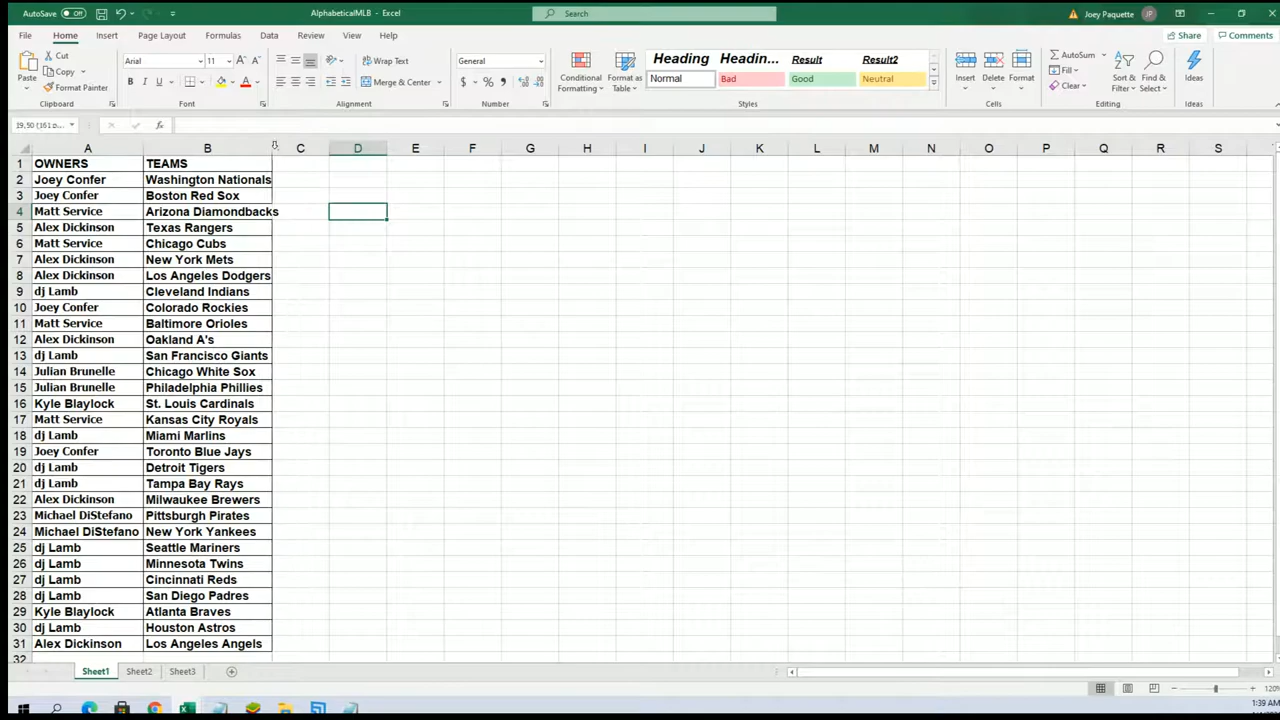 AutoSave Off AlphabeticalMLB - Excel Search Joey Paquette JP
File Home Insert Page Layout Formulas Data Review View Help Share Comments
Paste Cut Copy Format Painter Clipboard
Arial 11 B I U A A A Font
Wrap Text Merge & Center Alignment
General $ % , Number
Conditional Formatting Format as Table
Heading Headin... Result Result2
Normal Bad Good Neutral
Styles
Insert Delete Format Cells
AutoSum Fill Clear Sort & Filter Find & Select Editing
Ideas Ideas
fx
A B C D E F G H I J K L M N O P Q R S
1 OWNERS TEAMS
2 Joey Confer Washington Nationals
3 Joey Confer Boston Red Sox
4 Matt Service Arizona Diamondbacks
5 Alex Dickinson Texas Rangers
6 Matt Service Chicago Cubs
7 Alex Dickinson New York Mets
8 Alex Dickinson Los Angeles Dodgers
9 dj Lamb Cleveland Indians
10 Joey Confer Colorado Rockies
11 Matt Service Baltimore Orioles
12 Alex Dickinson Oakland A's
13 dj Lamb San Francisco Giants
14 Julian Brunelle Chicago White Sox
15 Julian Brunelle Philadelphia Phillies
16 Kyle Blaylock St. Louis Cardinals
17 Matt Service Kansas City Royals
18 dj Lamb Miami Marlins
19 Joey Confer Toronto Blue Jays
20 dj Lamb Detroit Tigers
21 dj Lamb Tampa Bay Rays
22 Alex Dickinson Milwaukee Brewers
23 Michael DiStefano Pittsburgh Pirates
24 Michael DiStefano New York Yankees
25 dj Lamb Seattle Mariners
26 dj Lamb Minnesota Twins
27 dj Lamb Cincinnati Reds
28 dj Lamb San Diego Padres
29 Kyle Blaylock Atlanta Braves
30 dj Lamb Houston Astros
31 Alex Dickinson Los Angeles Angels
32
Sheet1 Sheet2 Sheet3
1:39 AM